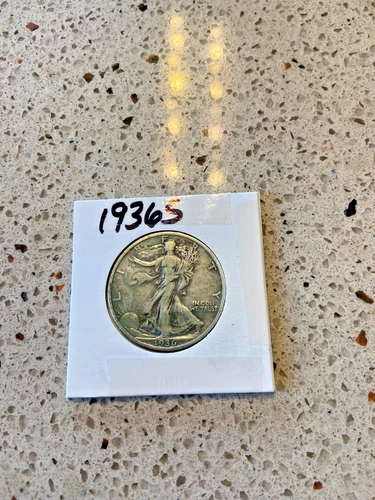 1936S
LIBERTY
IN GOD
WE TRUST
1936